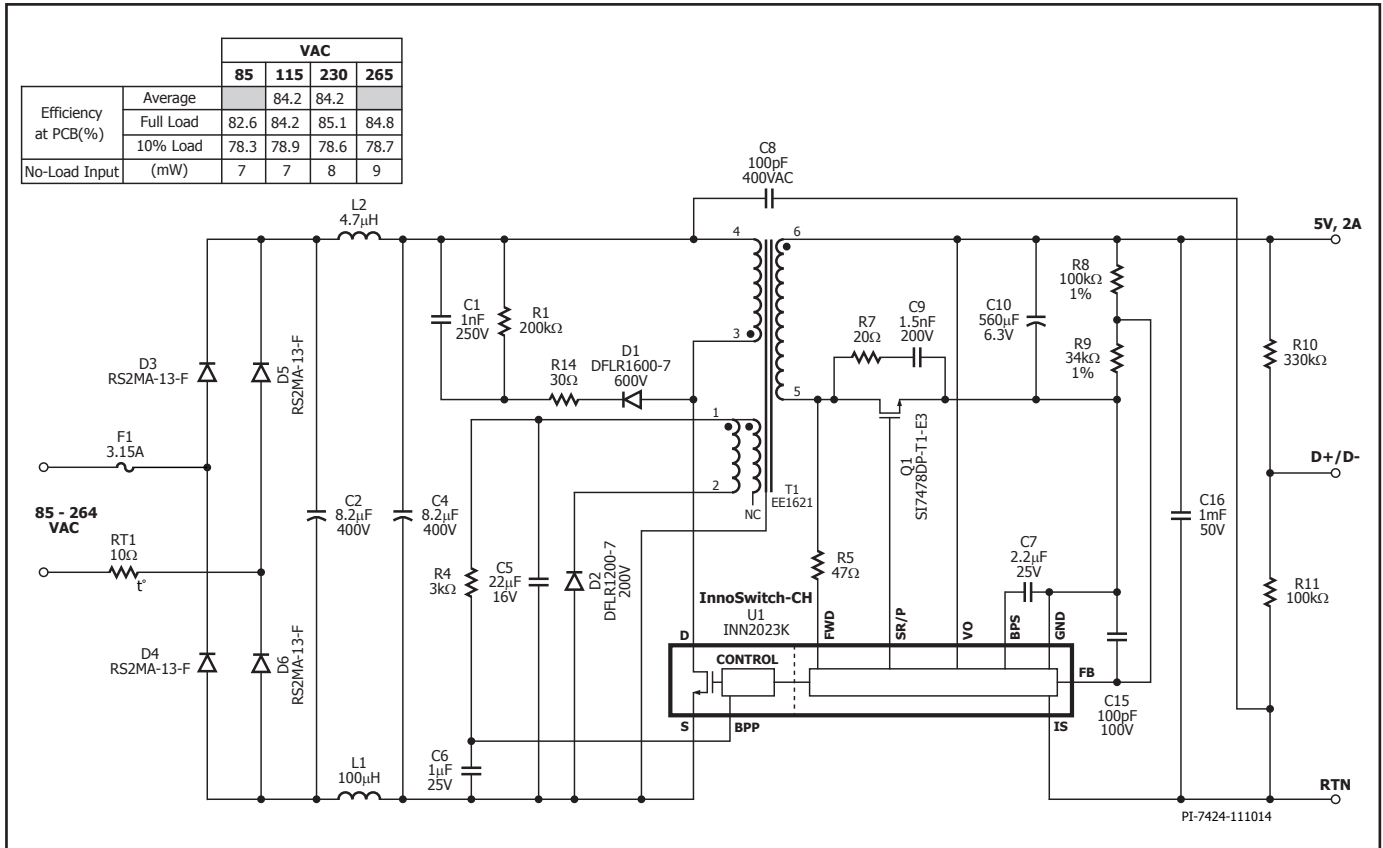 VAC
85 115 230 265
Efficiency at PCB(%)
Average 84.2 84.2
Full Load 82.6 84.2 85.1 84.8
10% Load 78.3 78.9 78.6 78.7
No-Load Input (mW) 7 7 8 9
C8
100pF
400VAC
L2
4.7μH
4
6
5V, 2A
C1
1nF
250V
R1
200kΩ
3
R7
20Ω
C9
1.5nF
200V
C10
560μF
6.3V
R8
100kΩ
1%
R9
34kΩ
1%
R10
330kΩ
D3
RS2MA-13-F
D5
RS2MA-13-F
R14
30Ω
D1
DFLR1600-7
600V
5
1
2
NC
T1
EE1621
Q1
SI7478DP-T1-E3
D+/D-
F1
3.15A
85 - 264
VAC
RT1
10Ω
t°
C2
8.2μF
400V
C4
8.2μF
400V
R4
3kΩ
C5
22μF
16V
D2
DFLR1200-7
200V
R5
47Ω
C7
2.2μF
25V
C16
1mF
50V
R11
100kΩ
InnoSwitch-CH
U1
INN2023K
D
FWD
SR/P
VO
BPS
GND
CONTROL
FB
S
BPP
IS
C15
100pF
100V
D4
RS2MA-13-F
D6
RS2MA-13-F
L1
100μH
C6
1μF
25V
RTN
PI-7424-111014